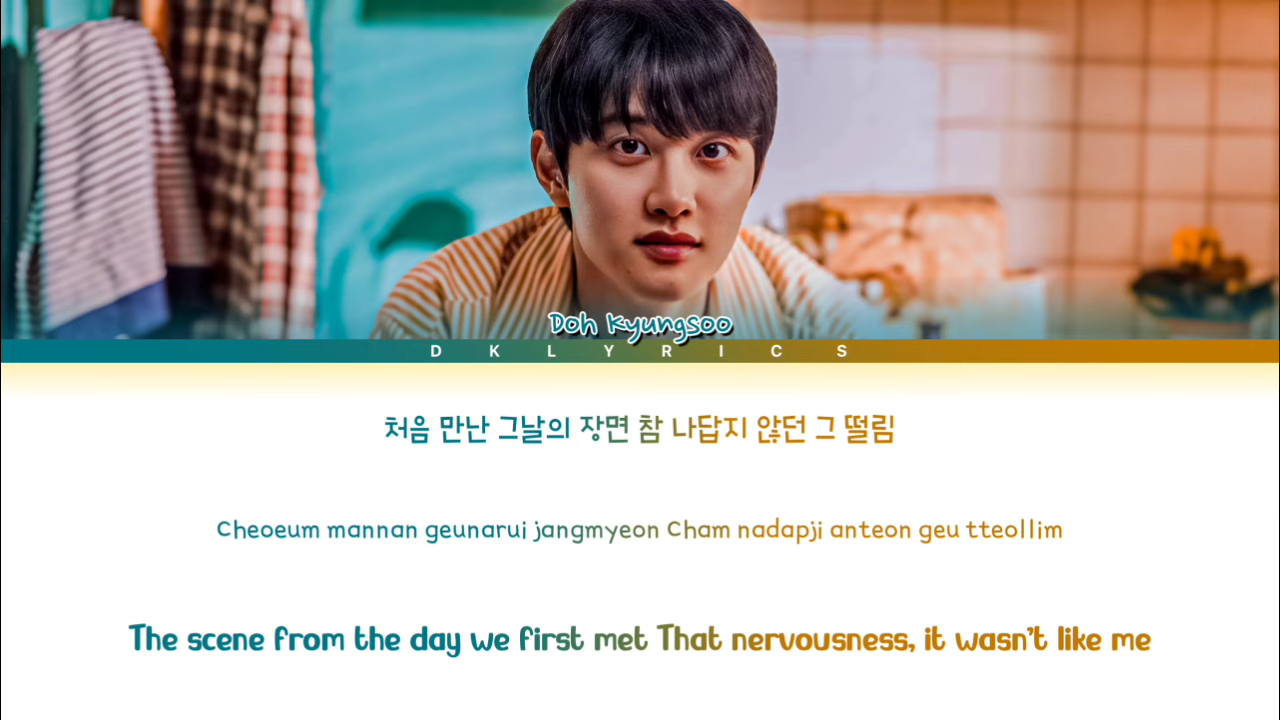 Doh Kyungsoo
DKLYRICS
처음 만난 그날의 장면 참 나답지 않던 그 떨림
Cheoeum mannan geunarui jangmyeon Cham nadapji anteon geu tteollim
The scene from the day we first met That nervousness, it wasn't like me